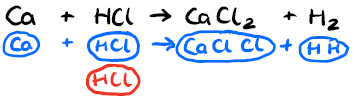 Ca + HCl → CaCl₂ + H₂
Ca + HCl → CaClCl + HH
HCl